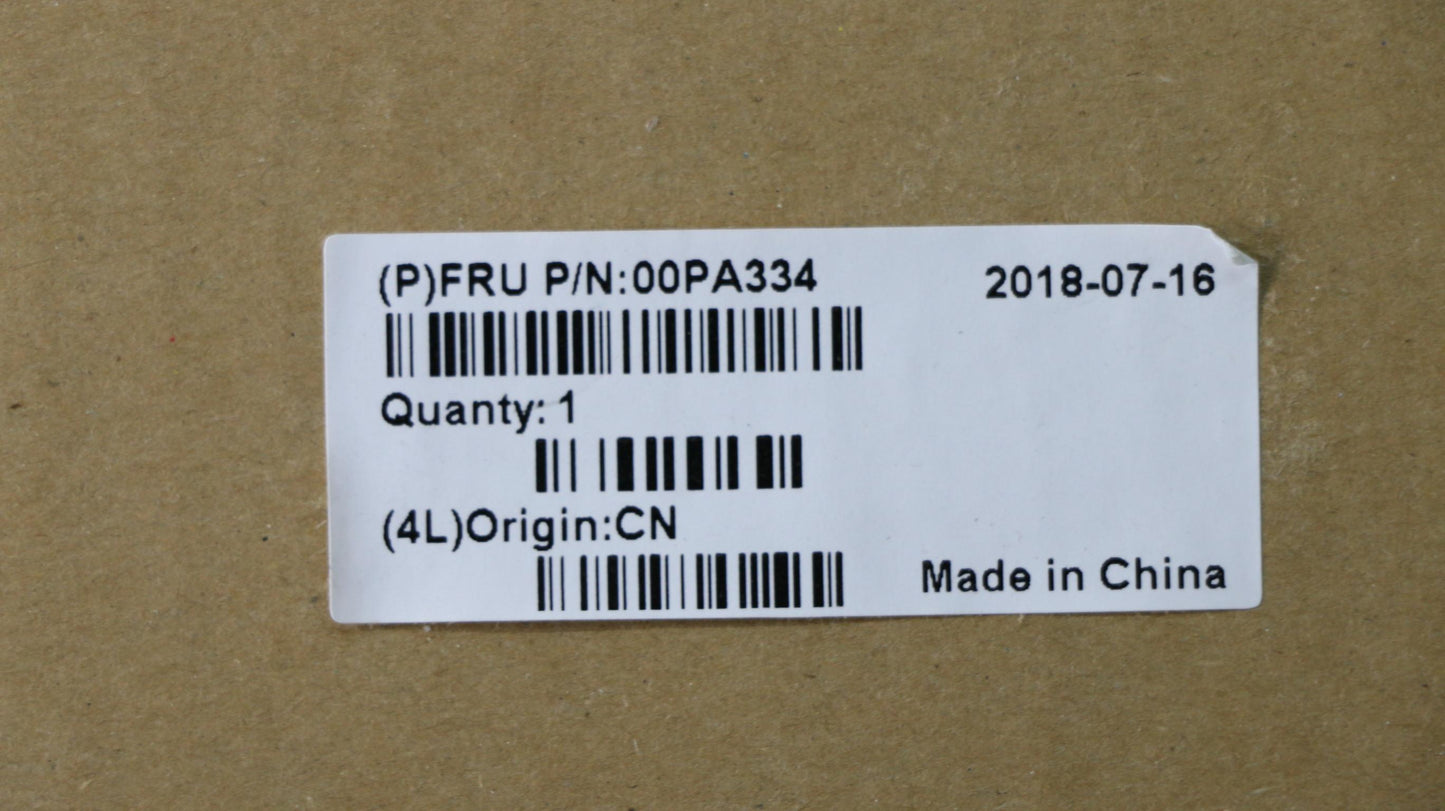 (P)FRU P/N:00PA334 2018-07-16
Quanty: 1
(4L)Origin:CN
Made in China